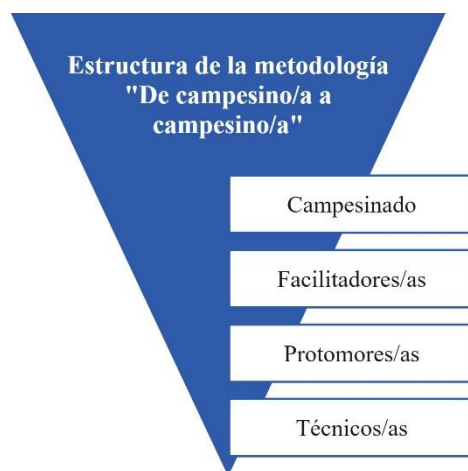 Estructura de la metodología
"De campesino/a a
campesino/a"
Campesinado
Facilitadores/as
Protomores/as
Técnicos/as